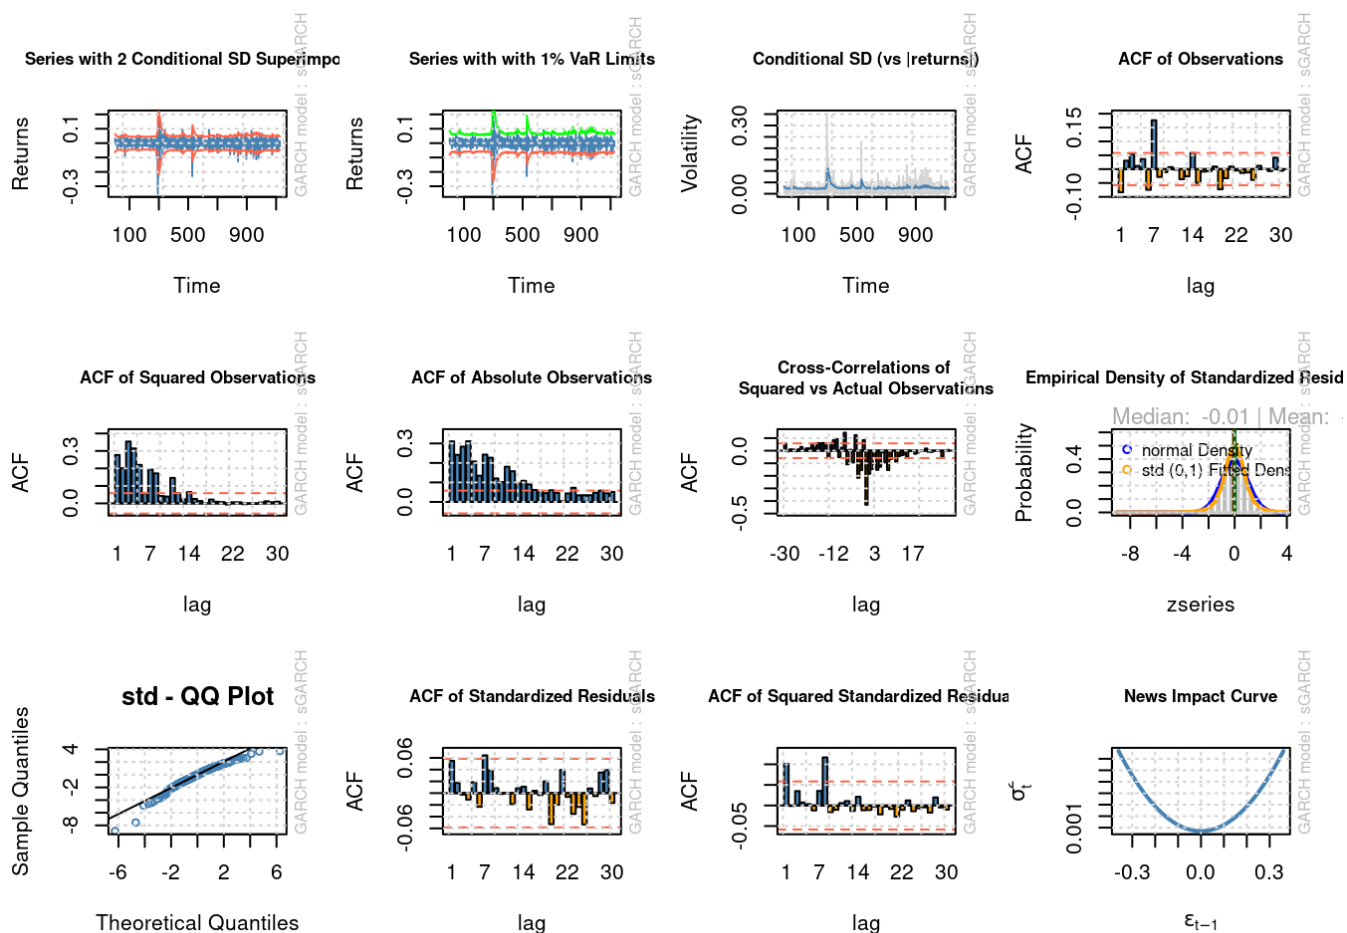 Series with 2 Conditional SD Superimpo
Returns
0.1
-0.3
100 500 900
Time
GARCH model : sGARCH
Series with with 1% VaR Limits
Returns
0.1
-0.3
100 500 900
Time
GARCH model : sGARCH
Conditional SD (vs |returns|)
Volatility
0.30
0.00
100 500 900
Time
GARCH model : sGARCH
ACF of Observations
ACF
0.15
-0.10
1 7 14 22 30
lag
GARCH model : sGARCH
ACF of Squared Observations
ACF
0.3
0.0
1 7 14 22 30
lag
GARCH model : sGARCH
ACF of Absolute Observations
ACF
0.3
0.0
1 7 14 22 30
lag
GARCH model : sGARCH
Cross-Correlations of
Squared vs Actual Observations
ACF
0.0
-0.5
-30 -12 3 17
lag
GARCH model : sGARCH
Empirical Density of Standardized Resid
Median: -0.01 | Mean:
Probability
0.4
0.0
normal Density
std (0,1) Fitted Dens
-8 -4 0 4
zseries
GARCH model : sGARCH
std - QQ Plot
Sample Quantiles
4
-2
-8
-6 -2 2 6
Theoretical Quantiles
GARCH model : sGARCH
ACF of Standardized Residuals
ACF
0.06
-0.06
1 7 14 22 30
lag
GARCH model : sGARCH
ACF of Squared Standardized Residua
ACF
-0.05
1 7 14 22 30
lag
GARCH model : sGARCH
News Impact Curve
0.001
-0.3 0.0 0.3
εt−1
GARCH model : sGARCH